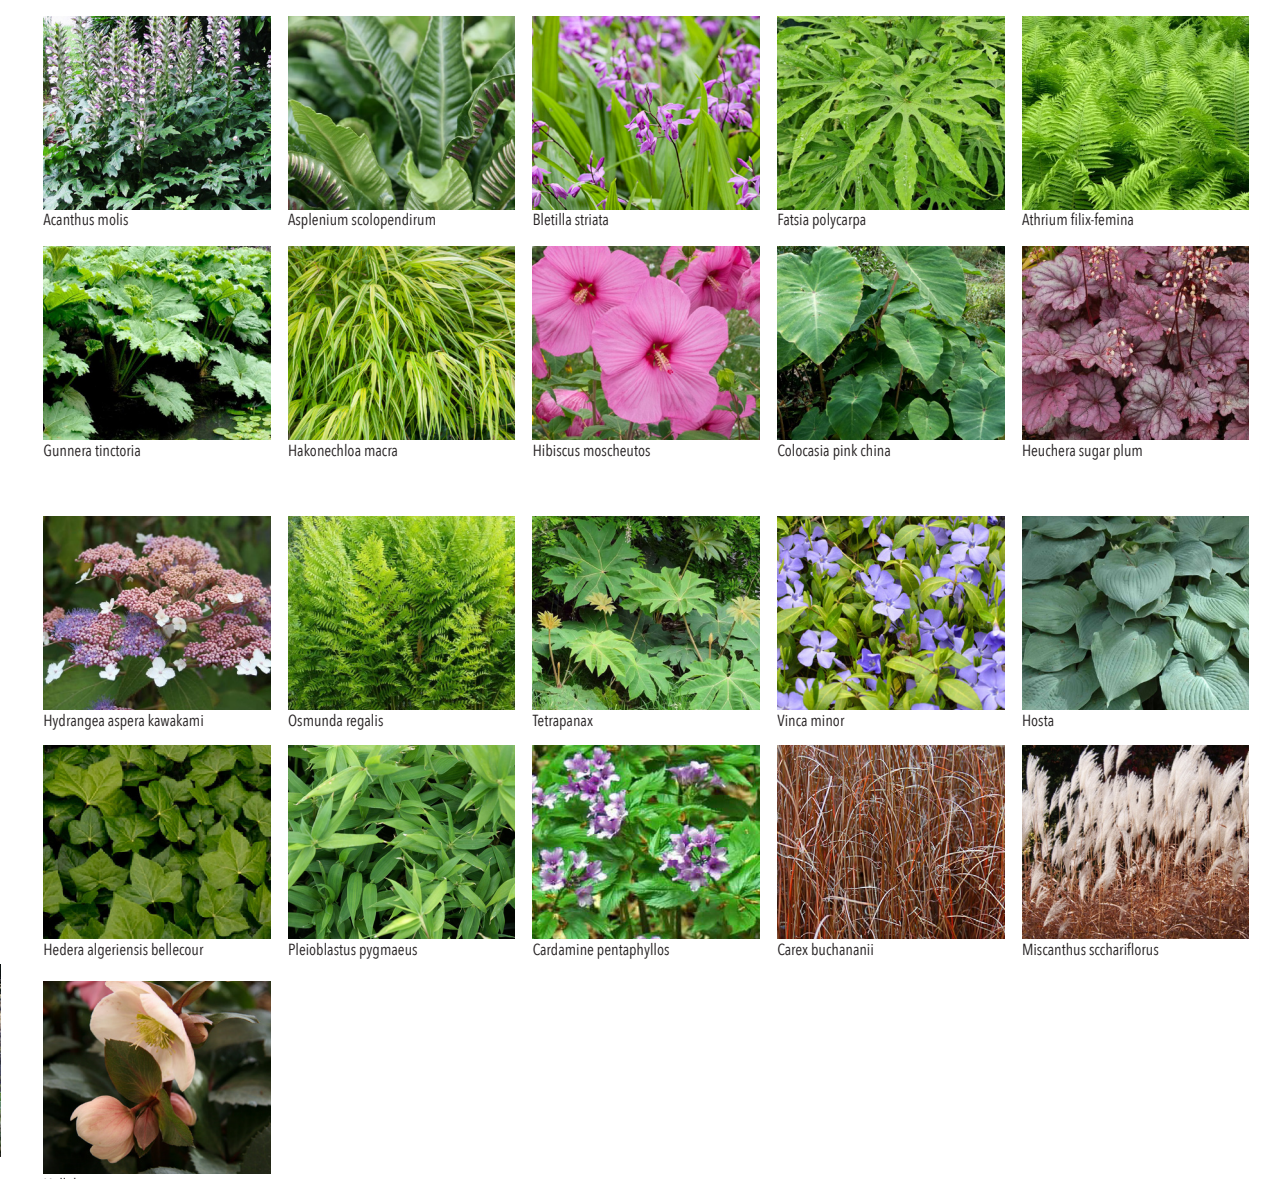 Acanthus molis
Asplenium scolopendirum
Bletilla striata
Fatsia polycarpa
Athrium filix-femina
Gunnera tinctoria
Hakonechloa macra
Hibiscus moscheutos
Colocasia pink china
Heuchera sugar plum
Hydrangea aspera kawakami
Osmunda regalis
Tetrapanax
Vinca minor
Hosta
Hedera algeriensis bellecour
Pleioblastus pygmaeus
Cardamine pentaphyllos
Carex buchananii
Miscanthus scchariflorus